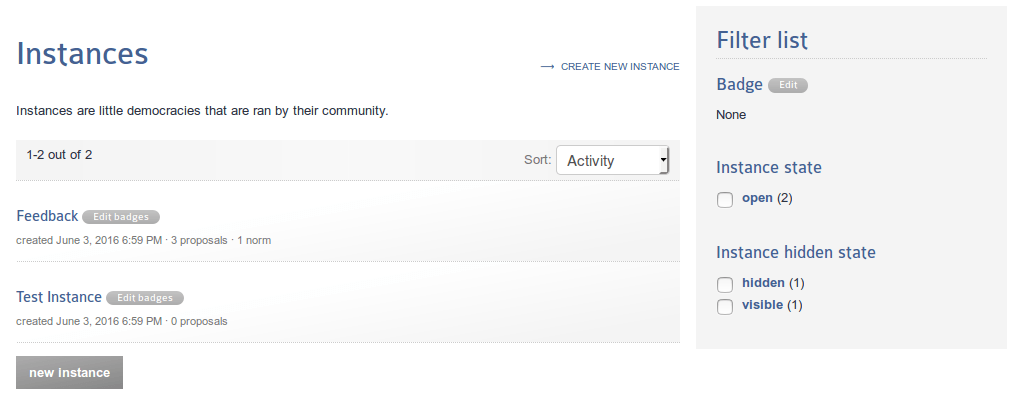 Instances
→ CREATE NEW INSTANCE
Instances are little democracies that are ran by their community.
1-2 out of 2
Sort: Activity
Feedback Edit badges
created June 3, 2016 6:59 PM · 3 proposals · 1 norm
Test Instance Edit badges
created June 3, 2016 6:59 PM · 0 proposals
new instance
Filter list
Badge Edit
None
Instance state
open (2)
Instance hidden state
hidden (1)
visible (1)